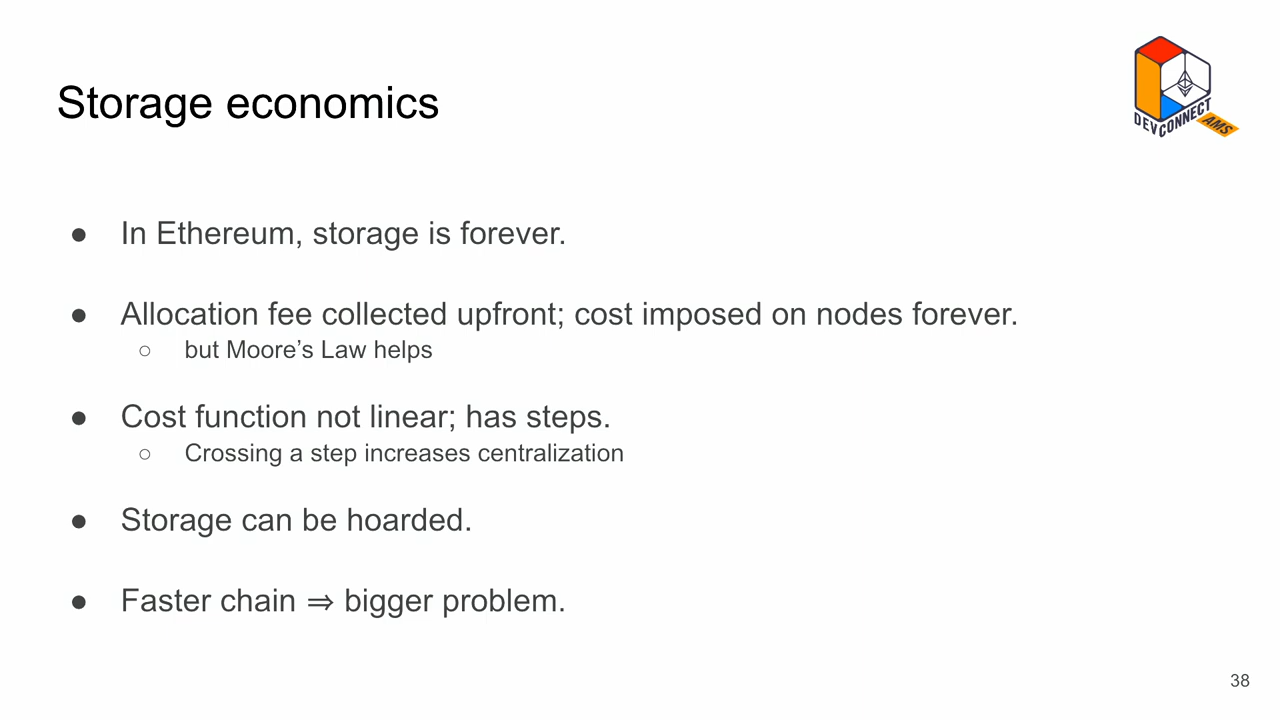 Storage economics
DEVCONNECT
AMS
● In Ethereum, storage is forever.
● Allocation fee collected upfront; cost imposed on nodes forever.
○ but Moore’s Law helps
● Cost function not linear; has steps.
○ Crossing a step increases centralization
● Storage can be hoarded.
● Faster chain ⇒ bigger problem.
38